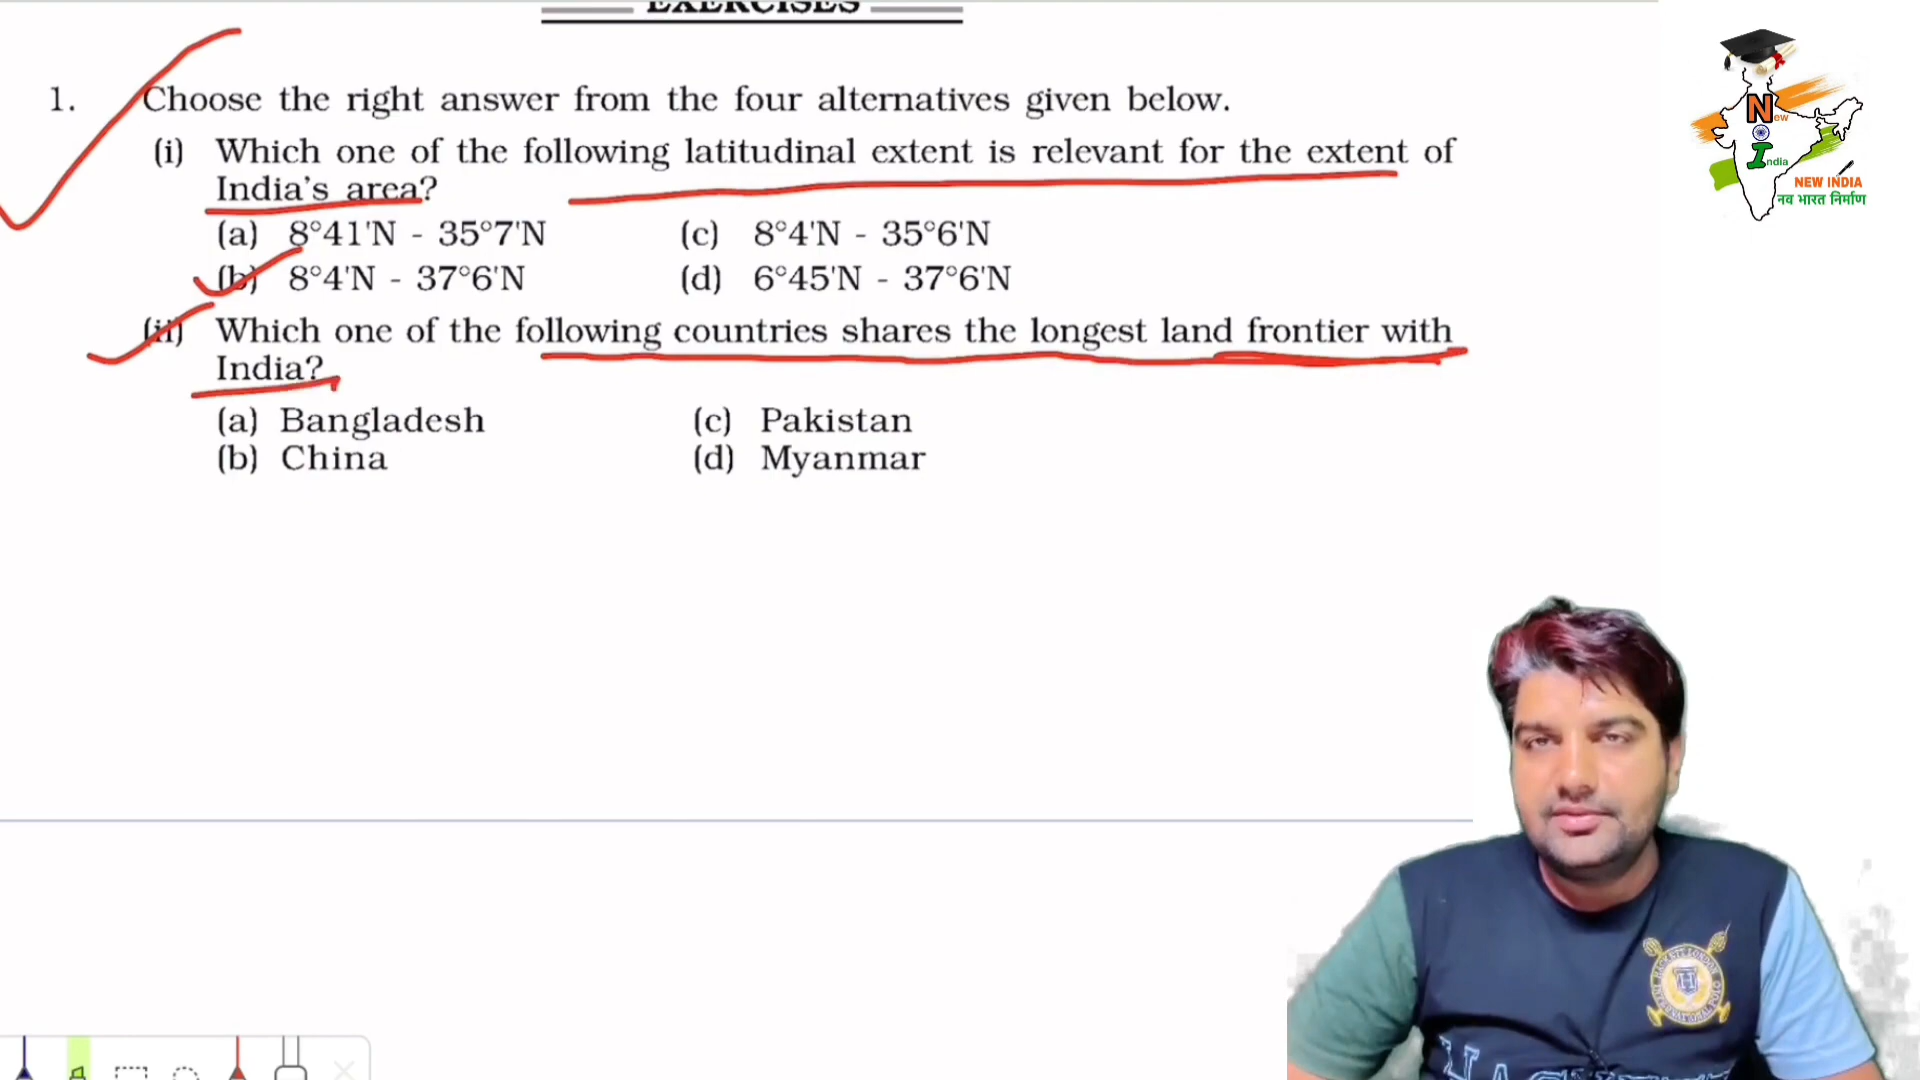 EXERCISES
1. Choose the right answer from the four alternatives given below.
(i) Which one of the following latitudinal extent is relevant for the extent of
India's area?
(a) 8°41'N - 35°7'N (c) 8°4'N - 35°6'N
(b) 8°4'N - 37°6'N (d) 6°45'N - 37°6'N
(ii) Which one of the following countries shares the longest land frontier with
India?
(a) Bangladesh (c) Pakistan
(b) China (d) Myanmar
New
India
NEW INDIA
नव भारत निर्माण
H